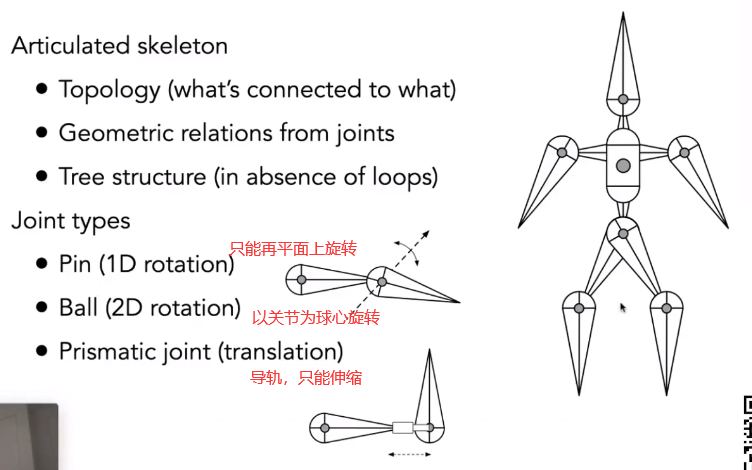 Articulated skeleton
● Topology (what's connected to what)
● Geometric relations from joints
● Tree structure (in absence of loops)
Joint types
只能再平面上旋转
● Pin (1D rotation)
● Ball (2D rotation)
以关节为球心旋转
● Prismatic joint (translation)
导轨，只能伸缩